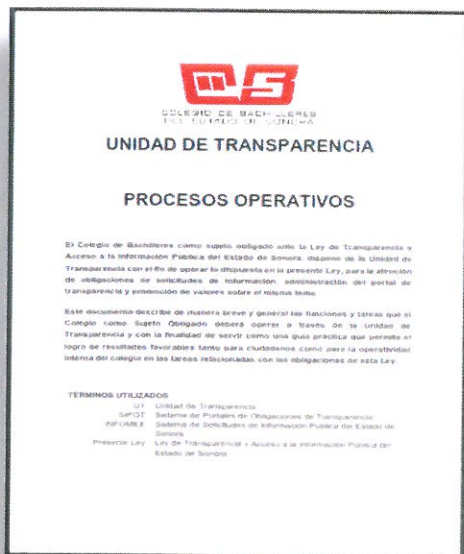 COLEGIO DE BACHILLERES
DEL ESTADO DE SONORA
UNIDAD DE TRANSPARENCIA
PROCESOS OPERATIVOS
El Colegio de Bachilleres como sujeto obligado ante la Ley de Transparencia y
Acceso a la Información Pública del Estado de Sonora, dispone de la Unidad de
Transparencia con el fin de operar lo dispuesto en la presente Ley, para la atención
de obligaciones de solicitudes de información, administración del portal de
transparencia y promoción de valores sobre el mismo tema.
Este documento describe de manera breve y general las funciones y tareas que el
Colegio como Sujeto Obligado deberá operar a través de su Unidad de
Transparencia y con la finalidad de servir como una guía práctica que permita el
logro de resultados favorables tanto para ciudadanos como para la operatividad
interna del colegio en las tareas relacionadas con las obligaciones de esta Ley.
TÉRMINOS UTILIZADOS
UT Unidad de Transparencia
SIPOT Sistema de Portales de Obligaciones de Transparencia
INFOMEX Sistema de Solicitudes de Información Pública del Estado de
Sonora
Presente Ley Ley de Transparencia y Acceso a la Información Pública del
Estado de Sonora